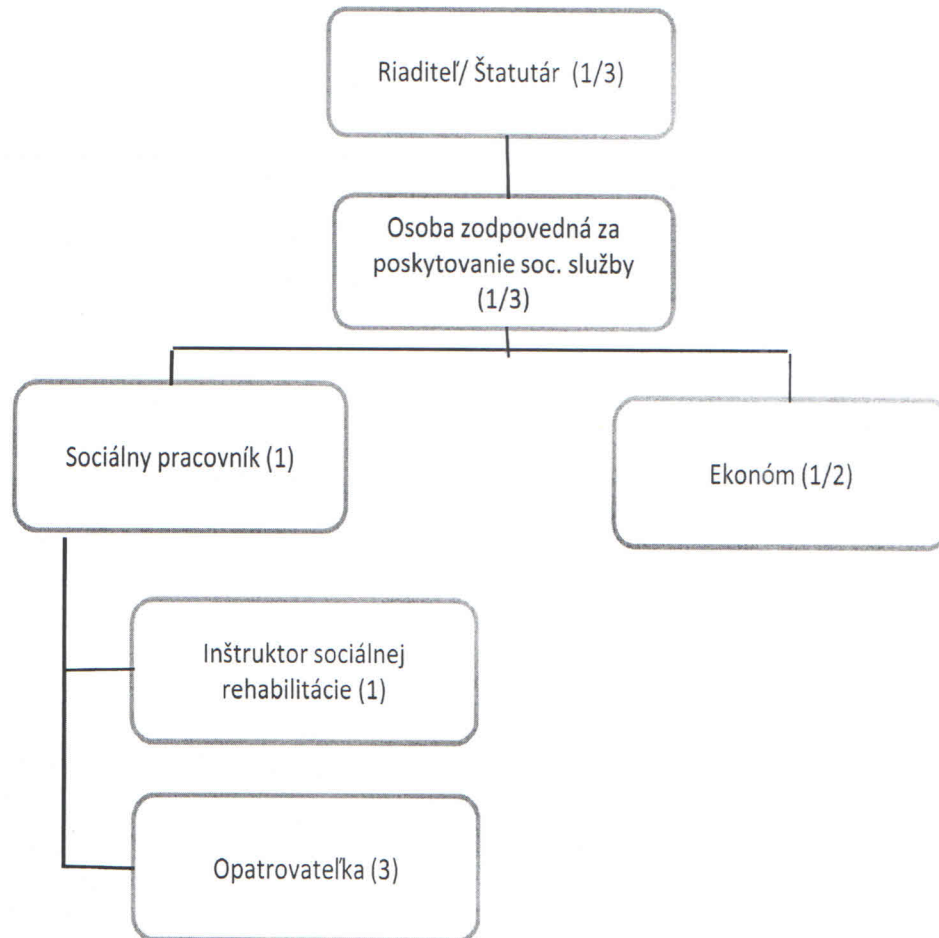 Riaditeľ/ Štatutár (1/3)
Osoba zodpovedná za
poskytovanie soc. služby
(1/3)
Sociálny pracovník (1)
Ekonóm (1/2)
Inštruktor sociálnej
rehabilitácie (1)
Opatrovateľka (3)